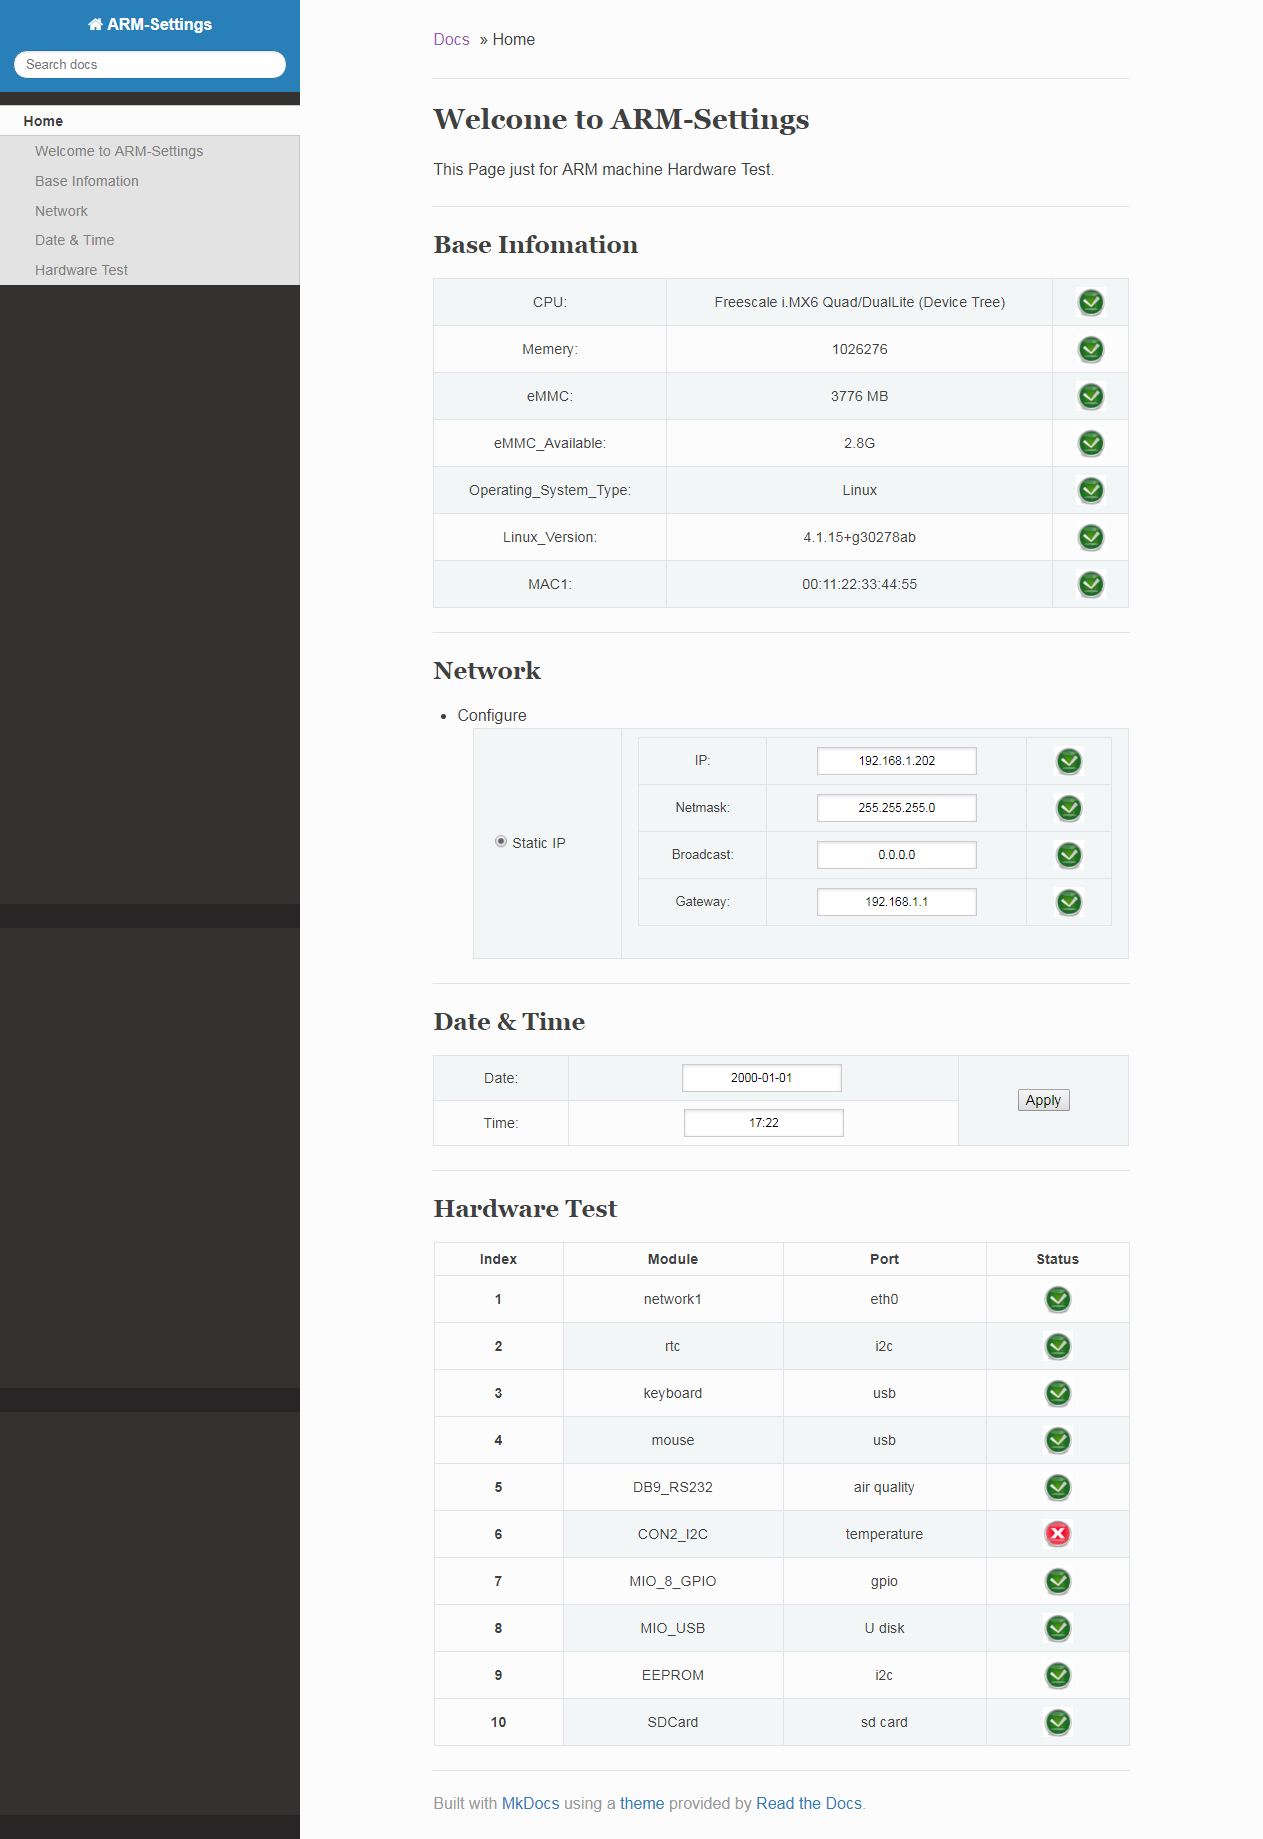 ARM-Settings
Search docs
Home
Welcome to ARM-Settings
Base Infomation
Network
Date & Time
Hardware Test
Docs » Home
Welcome to ARM-Settings
This Page just for ARM machine Hardware Test.
Base Infomation
CPU: Freescale i.MX6 Quad/DualLite (Device Tree)
Memery: 1026276
eMMC: 3776 MB
eMMC_Available: 2.8G
Operating_System_Type: Linux
Linux_Version: 4.1.15+g30278ab
MAC1: 00:11:22:33:44:55
Network
Configure
Static IP
IP: 192.168.1.202
Netmask: 255.255.255.0
Broadcast: 0.0.0.0
Gateway: 192.168.1.1
Date & Time
Date: 2000-01-01
Time: 17:22
Apply
Hardware Test
Index Module Port Status
1 network1 eth0
2 rtc i2c
3 keyboard usb
4 mouse usb
5 DB9_RS232 air quality
6 CON2_I2C temperature
7 MIO_8_GPIO gpio
8 MIO_USB U disk
9 EEPROM i2c
10 SDCard sd card
Built with MkDocs using a theme provided by Read the Docs.